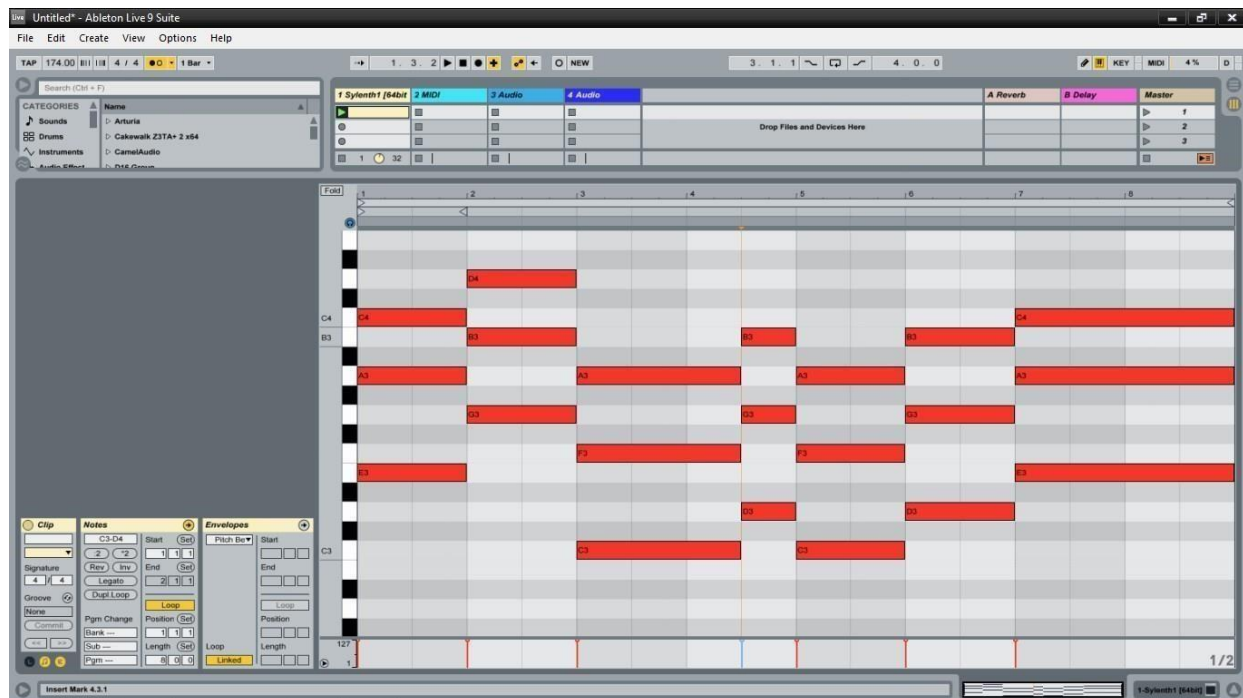 Live Untitled* - Ableton Live 9 Suite
File Edit Create View Options Help
TAP 174.00 4 / 4 1 Bar 1. 3. 2 NEW 3. 1. 1 4. 0. 0 KEY MIDI 4 % D
Search (Ctrl + F)
CATEGORIES Name
Sounds Arturia
Drums Cakewalk Z3TA+ 2 x64
Instruments CamelAudio
Audio Effect D16 Group
1 Sylenth1 [64bit 2 MIDI 3 Audio 4 Audio A Reverb B Delay Master
1
Drop Files and Devices Here 2
3
1 32
Fold 1 2 3 4 5 6 7 8
D4
C4 C4 C4
B3 B3 B3 B3
A3 A3 A3 A3
G3 G3 G3
F3 F3
E3 E3
D3 D3
C3 C3 C3
Clip Notes Envelopes
C3-D4 Start Set Pitch Be Start
:2 *2 1 1 1
Signature Rev Inv End Set End
4 / 4 Legato 2 1 1
Groove Dupl.Loop
None Loop Loop
Commit Pgm Change Position Set Position
Bank --- 1 1 1
<< >> Sub --- Length Set Loop Length
Pgm --- 8 0 0 Linked
127
1
1/2
Insert Mark 4.3.1 1-Sylenth1 [64bit]